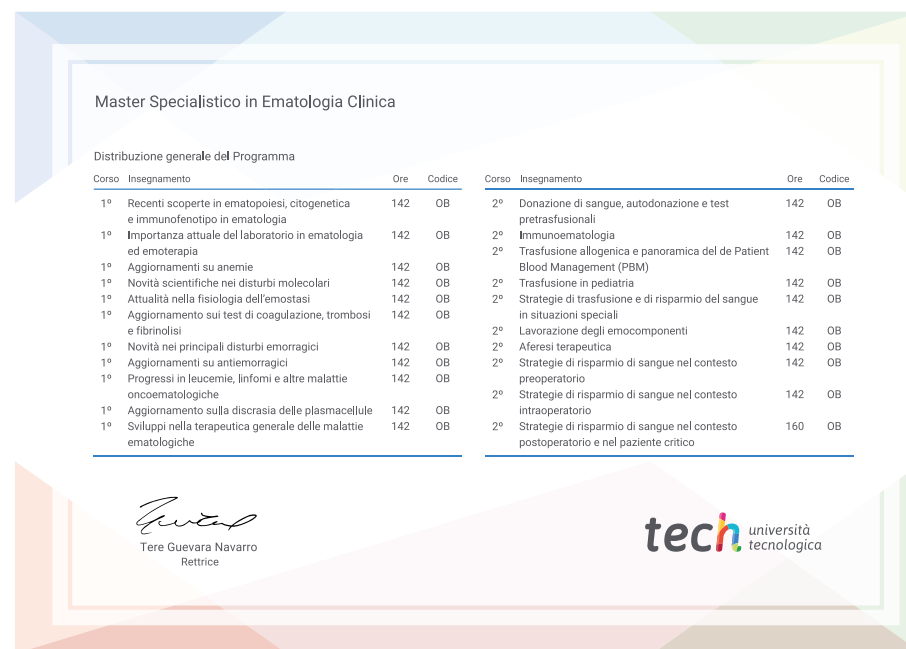 Master Specialistico in Ematologia Clinica
Distribuzione generale del Programma
Corso Insegnamento Ore Codice
1º Recenti scoperte in ematopoiesi, citogenetica 142 OB
e immunofenotipo in ematologia
1º Importanza attuale del laboratorio in ematologia 142 OB
ed emoterapia
1º Aggiornamenti su anemie 142 OB
1º Novità scientifiche nei disturbi molecolari 142 OB
1º Attualità nella fisiologia dell'emostasi 142 OB
1º Aggiornamento sui test di coagulazione, trombosi 142 OB
e fibrinolisi
1º Novità nei principali disturbi emorragici 142 OB
1º Aggiornamenti su antiemorragici 142 OB
1º Progressi in leucemie, linfomi e altre malattie 142 OB
oncoematologiche
1º Aggiornamento sulla discrasia delle plasmacellule 142 OB
1º Sviluppi nella terapeutica generale delle malattie 142 OB
ematologiche
Corso Insegnamento Ore Codice
2º Donazione di sangue, autodonazione e test 142 OB
pretrasfusionali
2º Immunoematologia 142 OB
2º Trasfusione allogenica e panoramica del de Patient 142 OB
Blood Management (PBM)
2º Trasfusione in pediatria 142 OB
2º Strategie di trasfusione e di risparmio del sangue 142 OB
in situazioni speciali
2º Lavorazione degli emocomponenti 142 OB
2º Aferesi terapeutica 142 OB
2º Strategie di risparmio di sangue nel contesto 142 OB
preoperatorio
2º Strategie di risparmio di sangue nel contesto 142 OB
intraoperatorio
2º Strategie di risparmio di sangue nel contesto 160 OB
postoperatorio e nel paziente critico
Tere Guevara Navarro
Rettrice
tech università
tecnologica